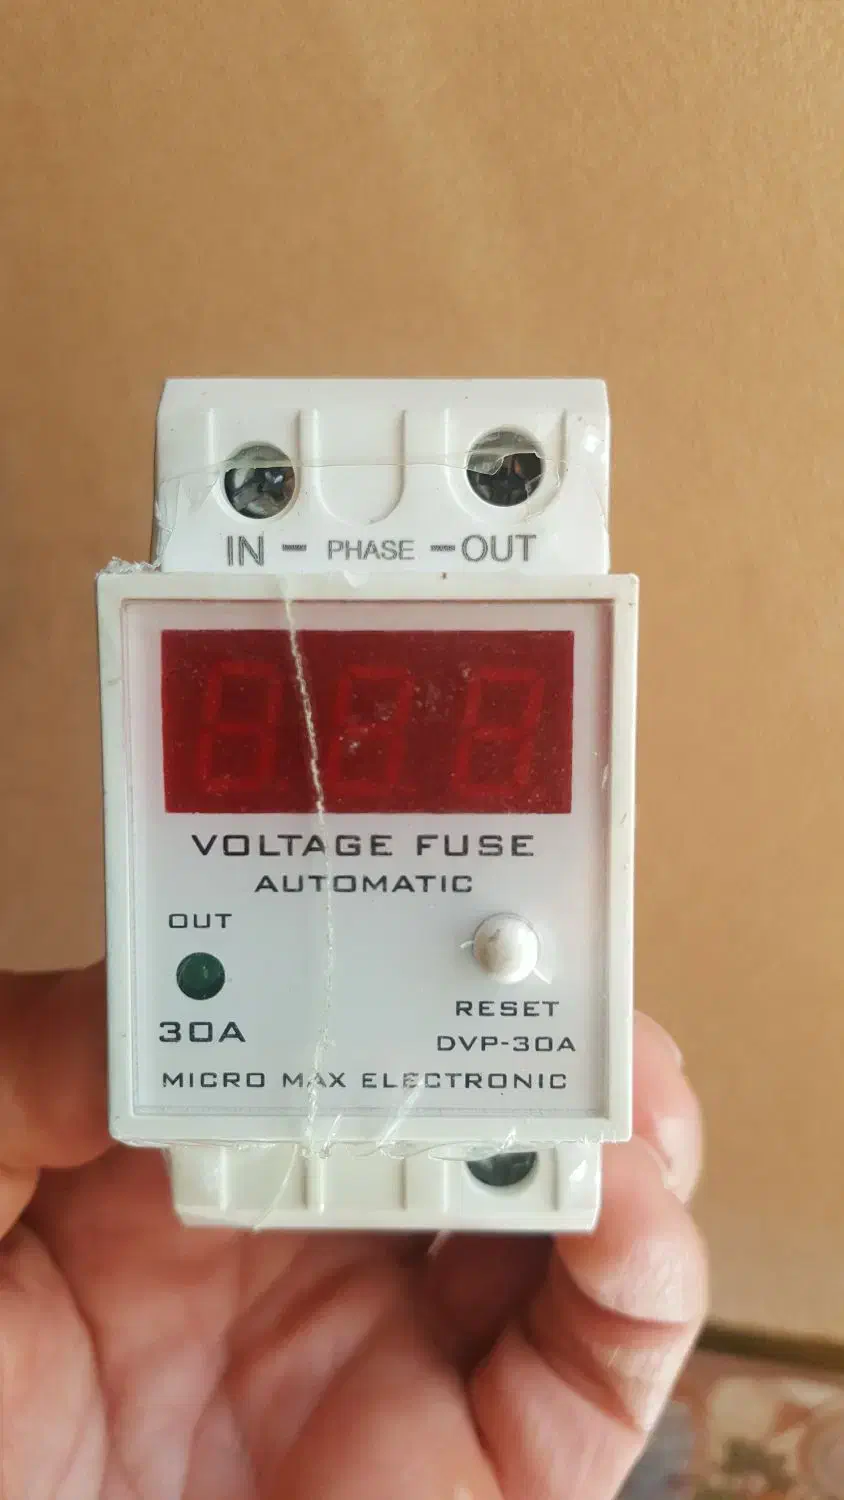 IN - PHASE - OUT
VOLTAGE FUSE
AUTOMATIC
OUT
30A
RESET
DVP-30A
MICRO MAX ELECTRONIC